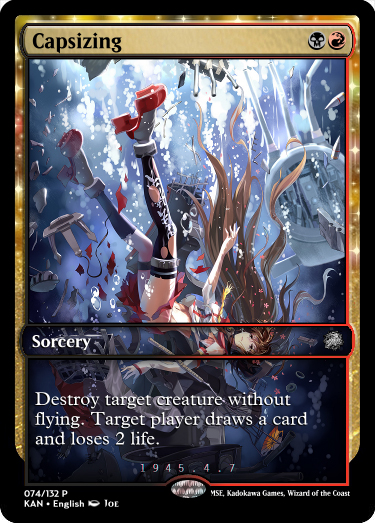 Capsizing
Sorcery
Destroy target creature without
flying. Target player draws a card
and loses 2 life.
1945.4.7
074/132 P
KAN • English JOE
MSE, Kadokawa Games, Wizard of the Coast